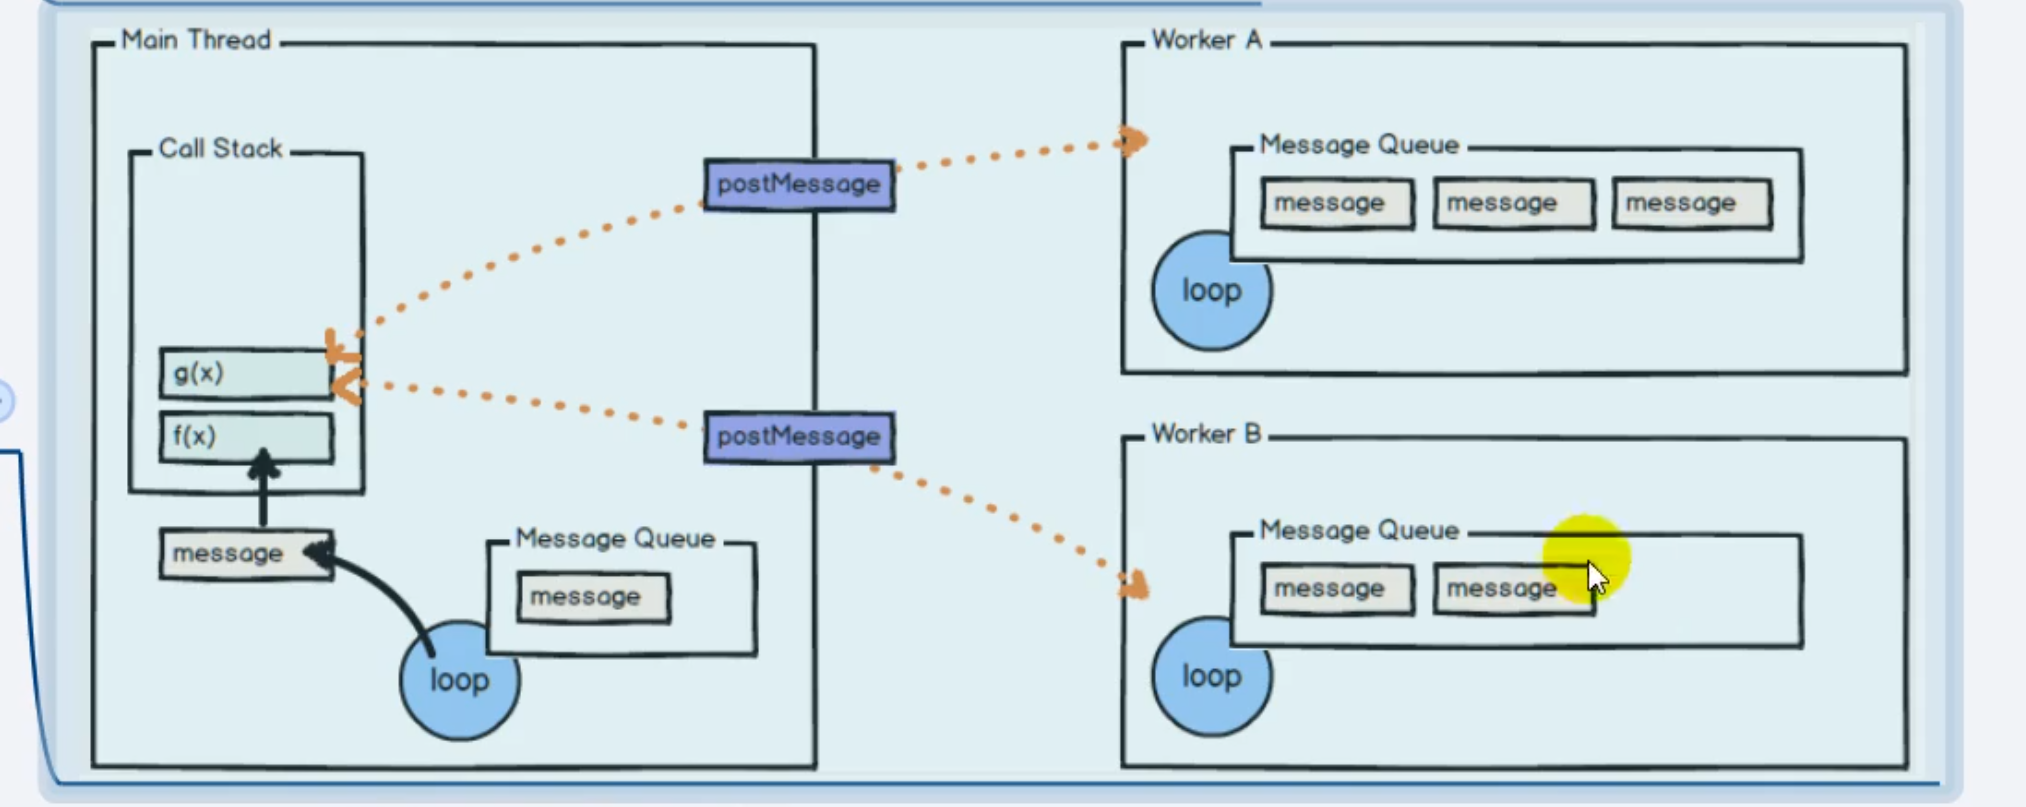 Main Thread
Call Stack
g(x)
f(x)
message
Message Queue
message
loop
postMessage
postMessage
Worker A
Message Queue
message message message
loop
Worker B
Message Queue
message message
loop